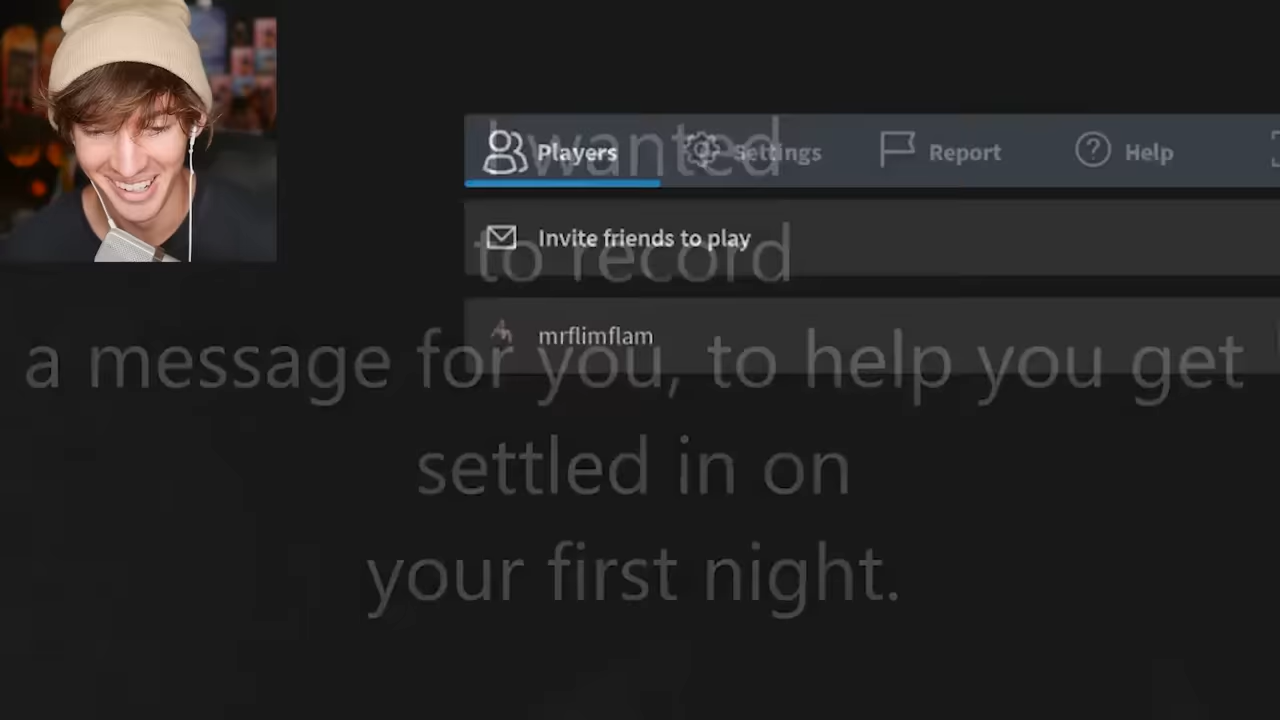 I wanted
Players
Settings
Report
Help
Invite friends to play
to record
mrflimflam
a message for you, to help you get
settled in on
your first night.